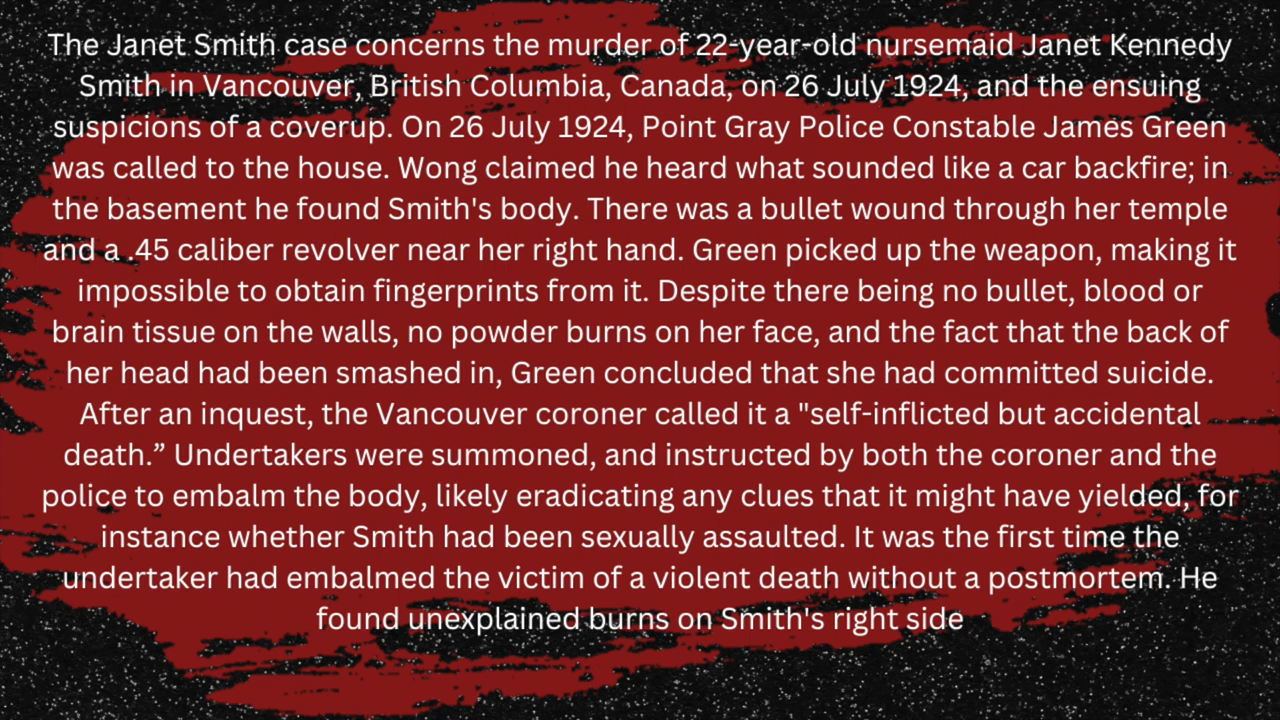 The Janet Smith case concerns the murder of 22-year-old nursemaid Janet Kennedy
Smith in Vancouver, British Columbia, Canada, on 26 July 1924, and the ensuing
suspicions of a coverup. On 26 July 1924, Point Gray Police Constable James Green
was called to the house. Wong claimed he heard what sounded like a car backfire; in
the basement he found Smith's body. There was a bullet wound through her temple
and a .45 caliber revolver near her right hand. Green picked up the weapon, making it
impossible to obtain fingerprints from it. Despite there being no bullet, blood or
brain tissue on the walls, no powder burns on her face, and the fact that the back of
her head had been smashed in, Green concluded that she had committed suicide.
After an inquest, the Vancouver coroner called it a "self-inflicted but accidental
death.” Undertakers were summoned, and instructed by both the coroner and the
police to embalm the body, likely eradicating any clues that it might have yielded, for
instance whether Smith had been sexually assaulted. It was the first time the
undertaker had embalmed the victim of a violent death without a postmortem. He
found unexplained burns on Smith's right side